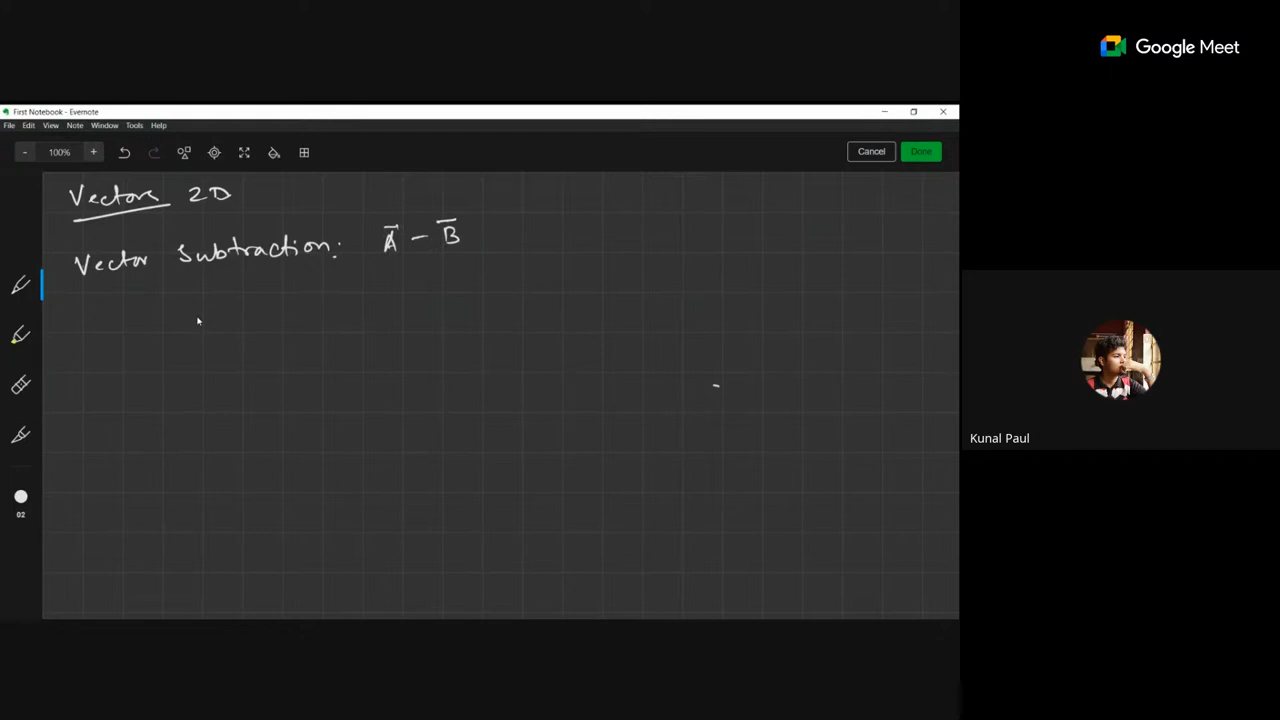 Google Meet
First Notebook - Evernote
File Edit View Note Window Tools Help
- 100% + Cancel Done
Vectors 2D
Vector Subtraction: A̅ - B̅
02
Kunal Paul